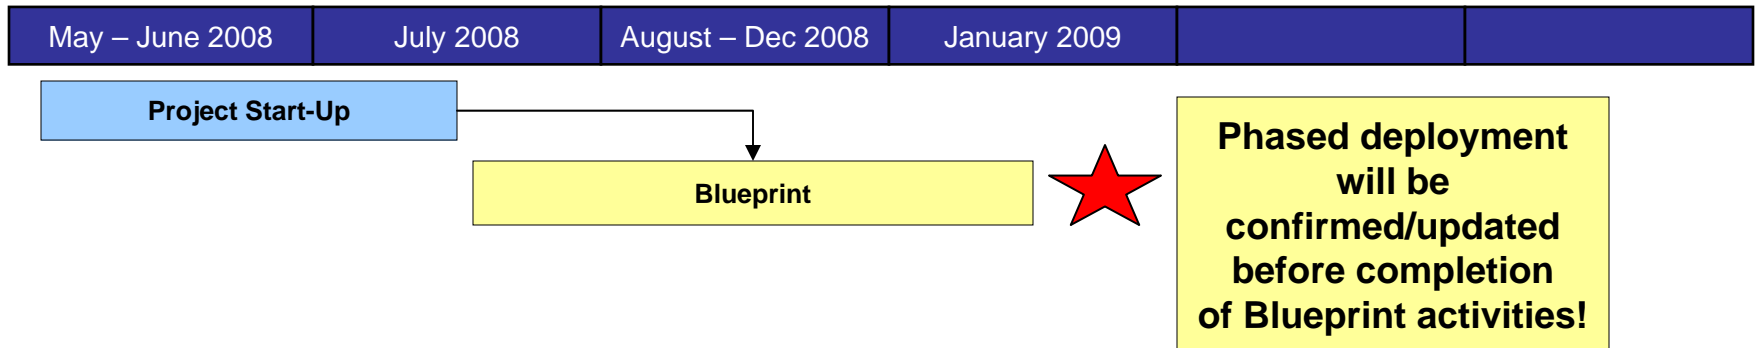 May – June 2008
July 2008
August – Dec 2008
January 2009
Project Start-Up
Blueprint
Phased deployment
will be
confirmed/updated
before completion
of Blueprint activities!